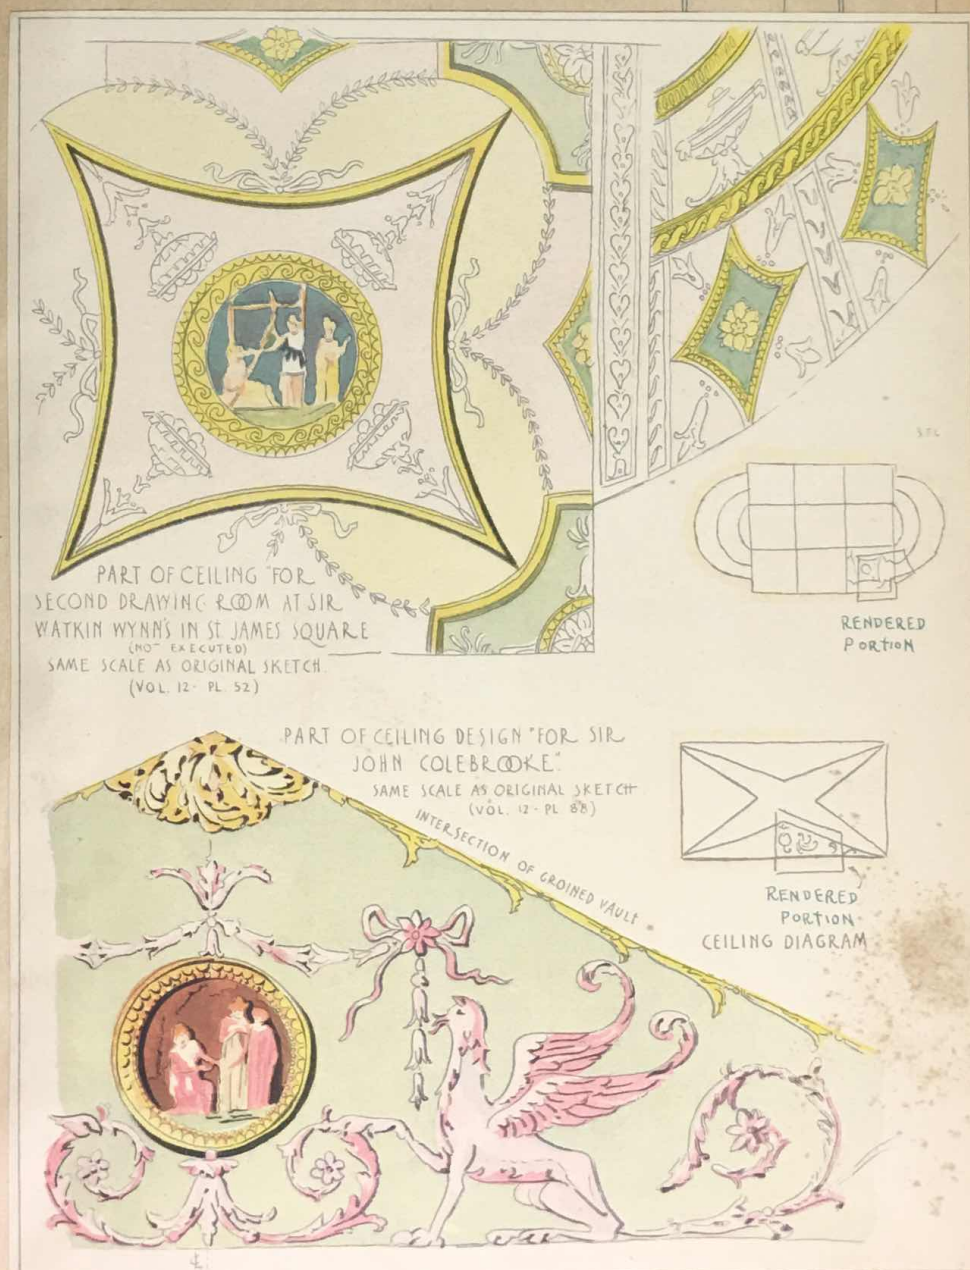 PART OF CEILING "FOR
SECOND DRAWING ROOM AT SIR
WATKIN WYNN'S IN ST. JAMES SQUARE
(NOT EXECUTED)
SAME SCALE AS ORIGINAL SKETCH.
(VOL. 12 - PL. 52)
RENDERED
PORTION
PART OF CEILING DESIGN "FOR SIR
JOHN COLEBROOKE"
SAME SCALE AS ORIGINAL SKETCH
(VOL. 12 - PL 88)
INTERSECTION OF GROINED VAULT
RENDERED
PORTION
CEILING DIAGRAM